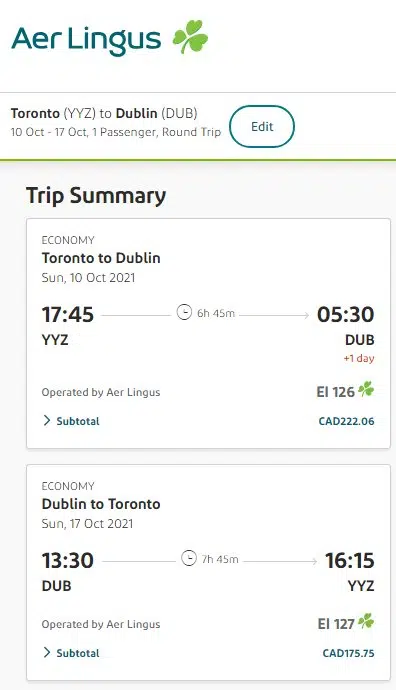 Aer Lingus
Toronto (YYZ) to Dublin (DUB)
10 Oct - 17 Oct, 1 Passenger, Round Trip
Edit
Trip Summary
ECONOMY
Toronto to Dublin
Sun, 10 Oct 2021
17:45 6h 45m 05:30
YYZ DUB
+1 day
Operated by Aer Lingus EI 126
Subtotal CAD222.06
ECONOMY
Dublin to Toronto
Sun, 17 Oct 2021
13:30 7h 45m 16:15
DUB YYZ
Operated by Aer Lingus EI 127
Subtotal CAD175.75